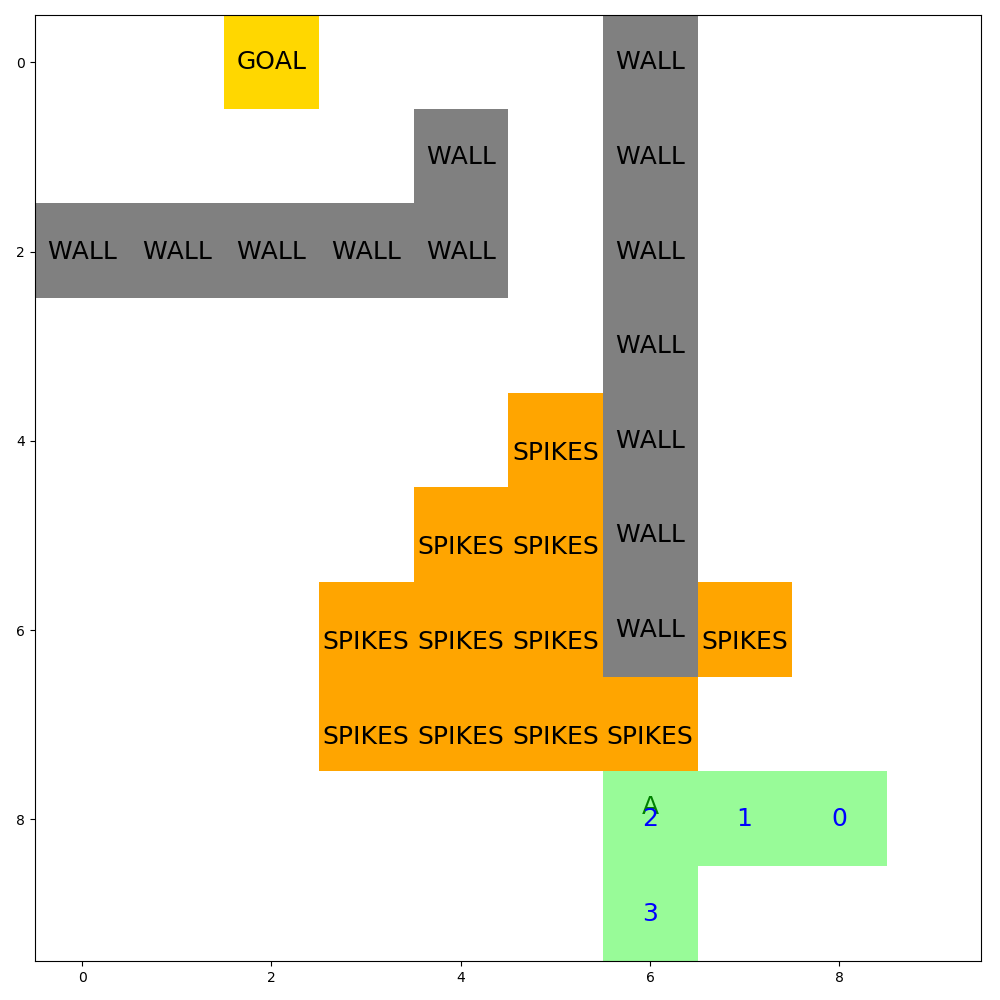 GOAL WALL
0
WALL WALL
WALL WALL WALL WALL WALL WALL
2
WALL
SPIKES WALL
4
SPIKES SPIKES WALL
SPIKES SPIKES SPIKES WALL SPIKES
6
SPIKES SPIKES SPIKES SPIKES
A
2 1 0
8
3
0 2 4 6 8